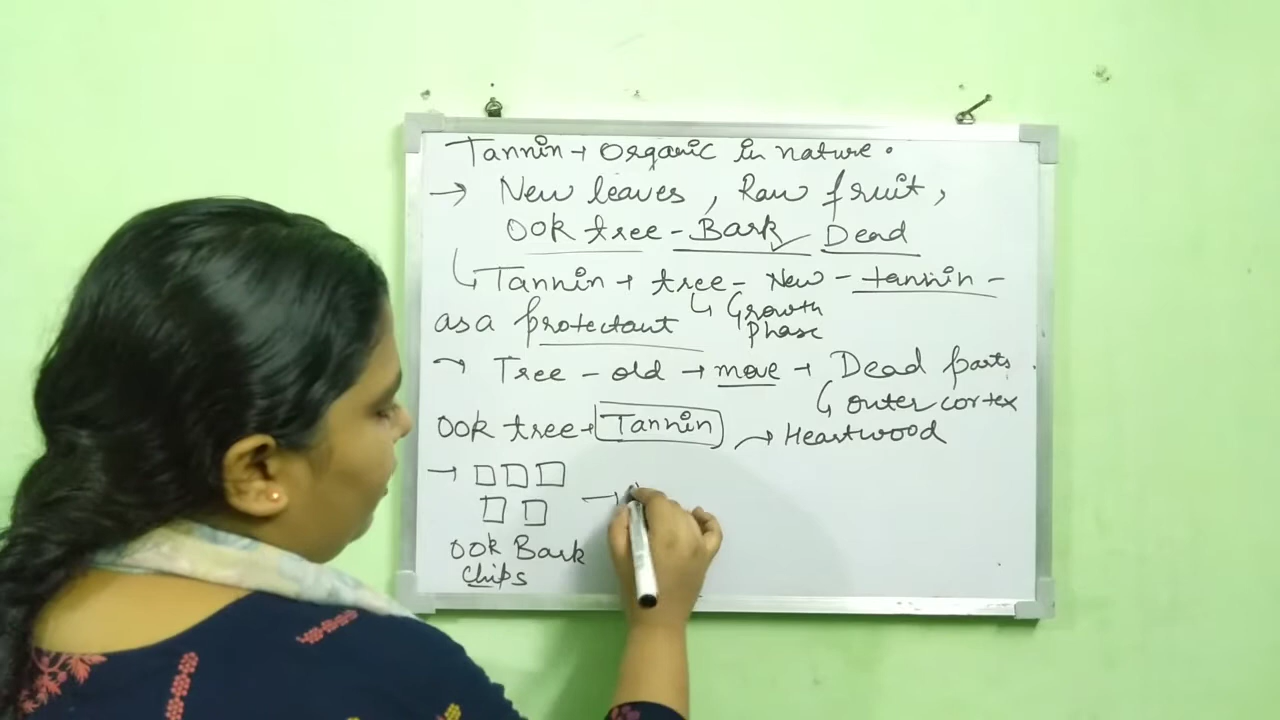 Tannin → Organic in nature.
→ New leaves, Raw fruit,
Ook tree - Bark ✓ Dead
↳ Tannin → tree - New - tannin -
↳ Growth
as a protectant
phase
→ Tree - old → move → Dead parts
↳ outer cortex
Ook tree → Tannin
→ Heartwood
→ □ □ □
□ □ →
Ook Bark
chips